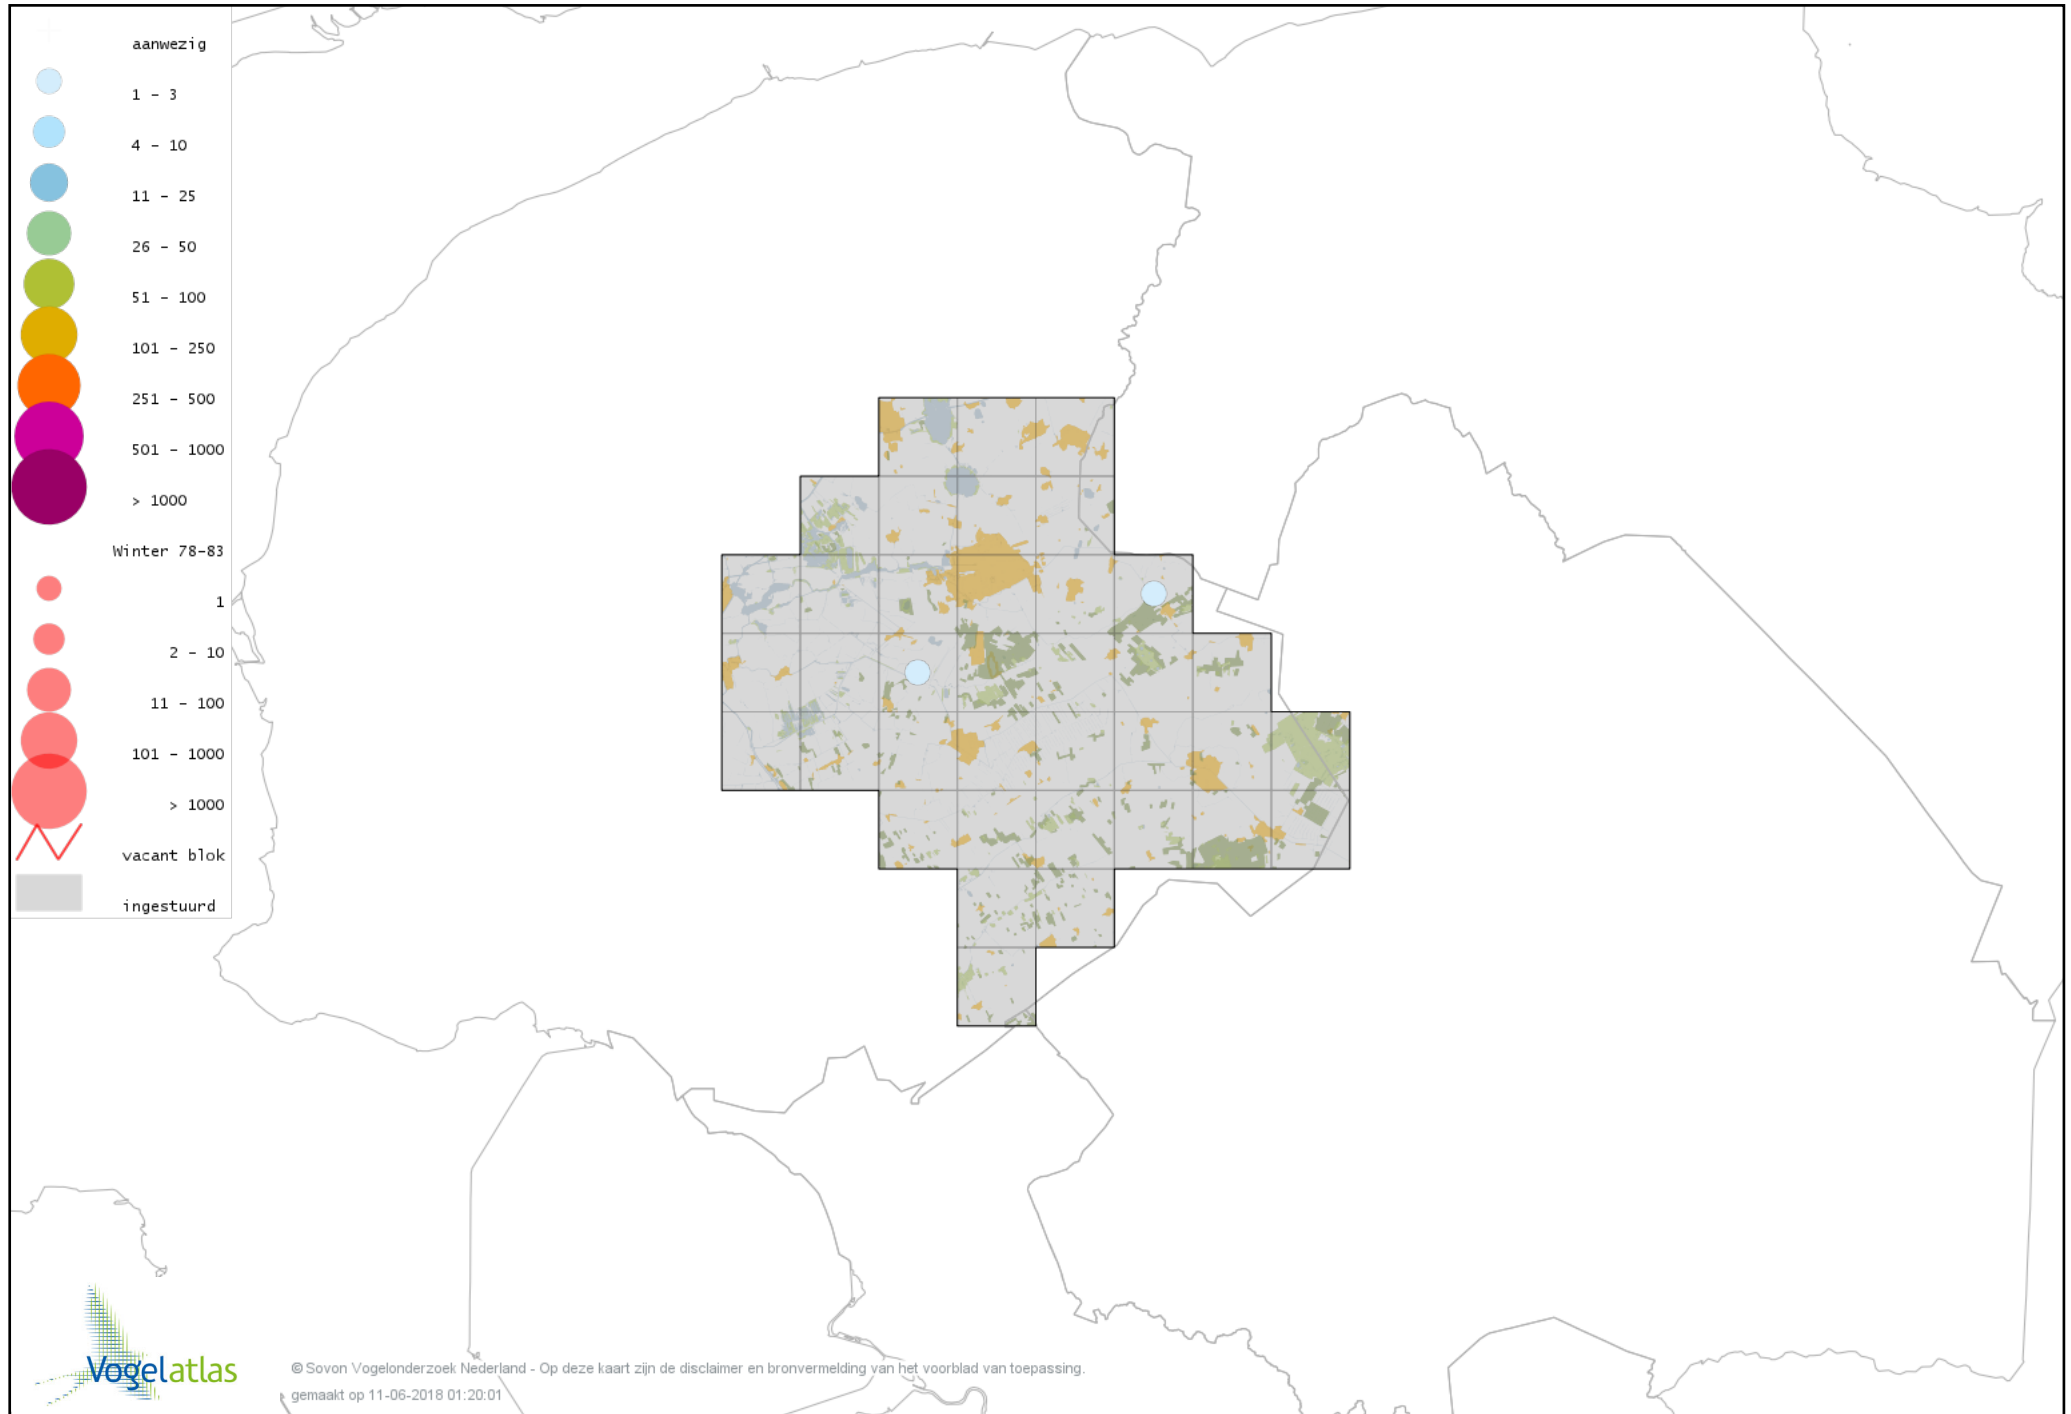 aanwezig
1 - 3
4 - 10
11 - 25
26 - 50
51 - 100
101 - 250
251 - 500
501 - 1000
> 1000
Winter 78-83
1
2 - 10
11 - 100
101 - 1000
> 1000
vacant blok
ingestuurd
Vogelatlas
© Sovon Vogelonderzoek Nederland - Op deze kaart zijn de disclaimer en bronvermelding van het voorblad van toepassing.
gemaakt op 11-06-2018 01:20:01